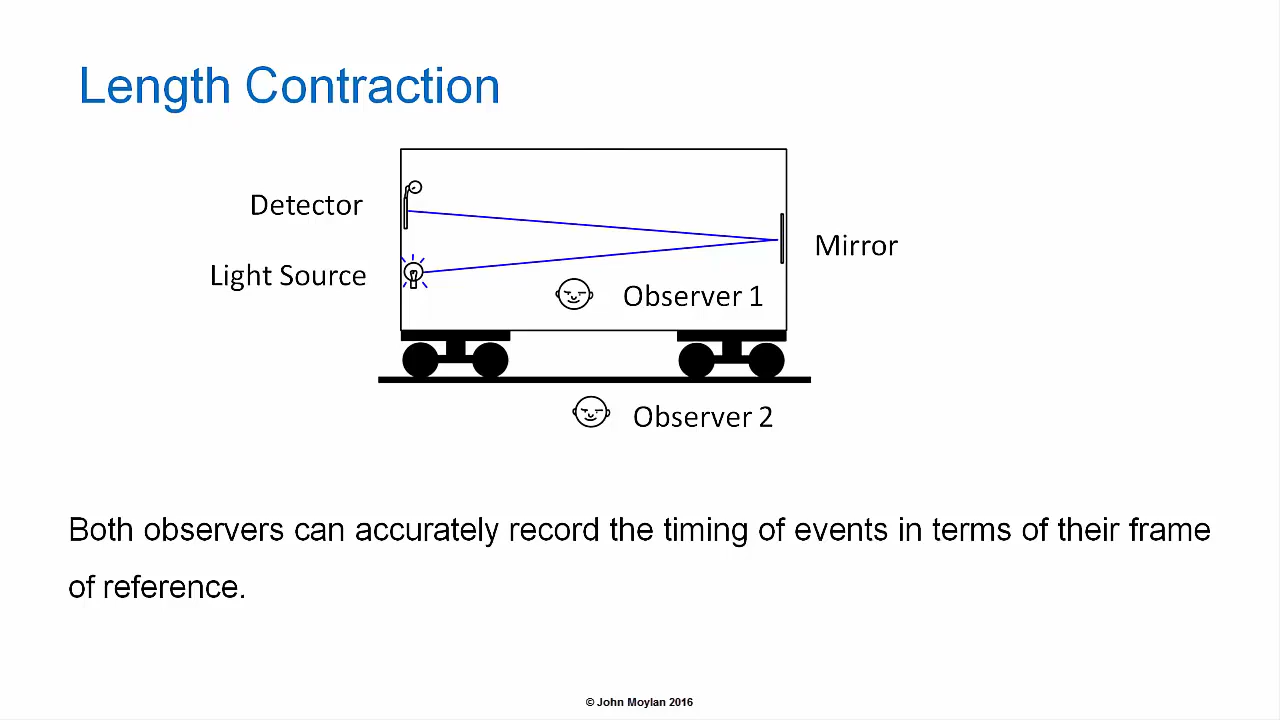 Length Contraction
Detector
Mirror
Light Source
Observer 1
Observer 2
Both observers can accurately record the timing of events in terms of their frame
of reference.
© John Moylan 2016